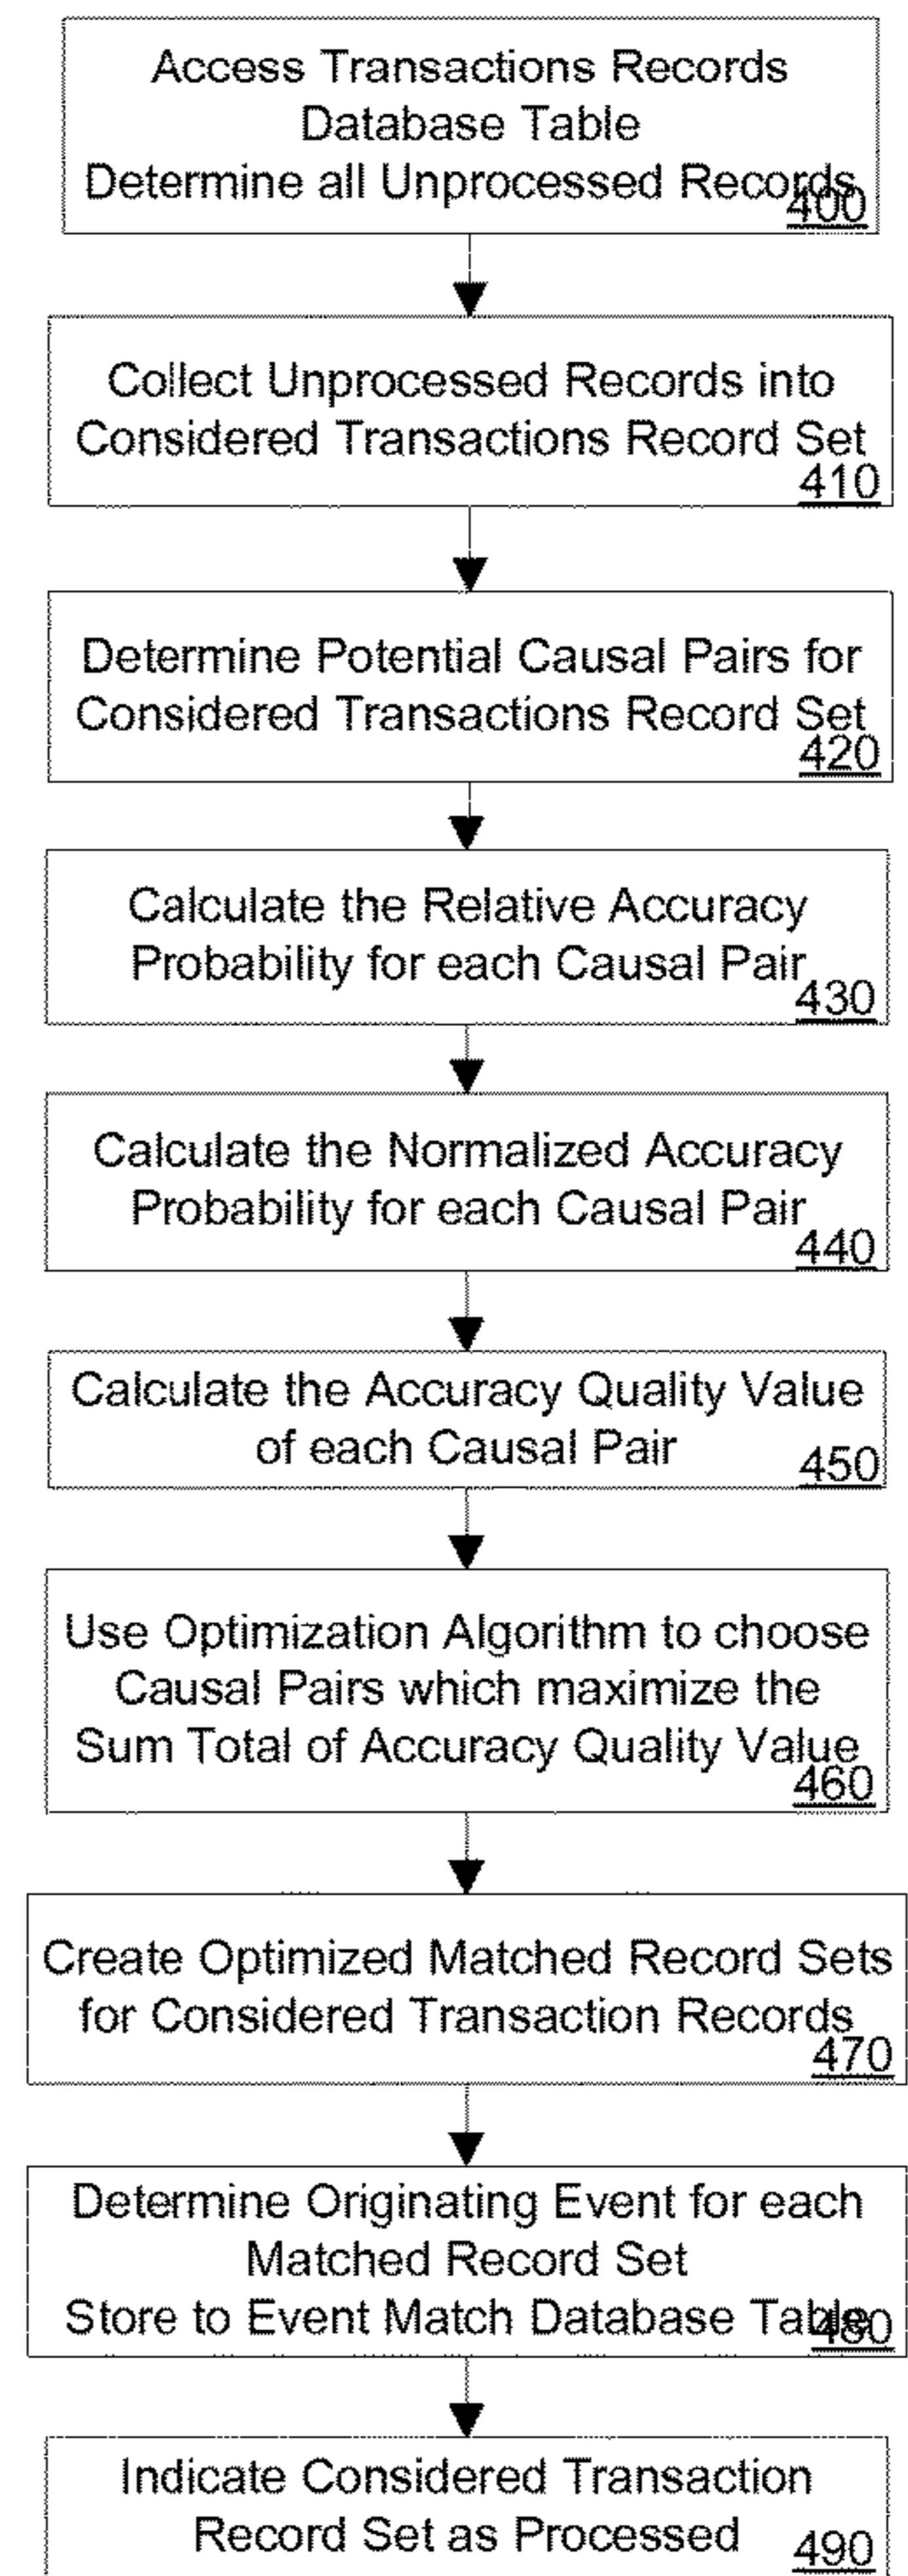 Access Transactions Records
Database Table
Determine all Unprocessed Records
400
Collect Unprocessed Records into
Considered Transactions Record Set
410
Determine Potential Causal Pairs for
Considered Transactions Record Set
420
Calculate the Relative Accuracy
Probability for each Causal Pair
430
Calculate the Normalized Accuracy
Probability for each Causal Pair
440
Calculate the Accuracy Quality Value
of each Causal Pair
450
Use Optimization Algorithm to choose
Causal Pairs which maximize the
Sum Total of Accuracy Quality Value
460
Create Optimized Matched Record Sets
for Considered Transaction Records
470
Determine Originating Event for each
Matched Record Set
Store to Event Match Database Table
480
Indicate Considered Transaction
Record Set as Processed
490